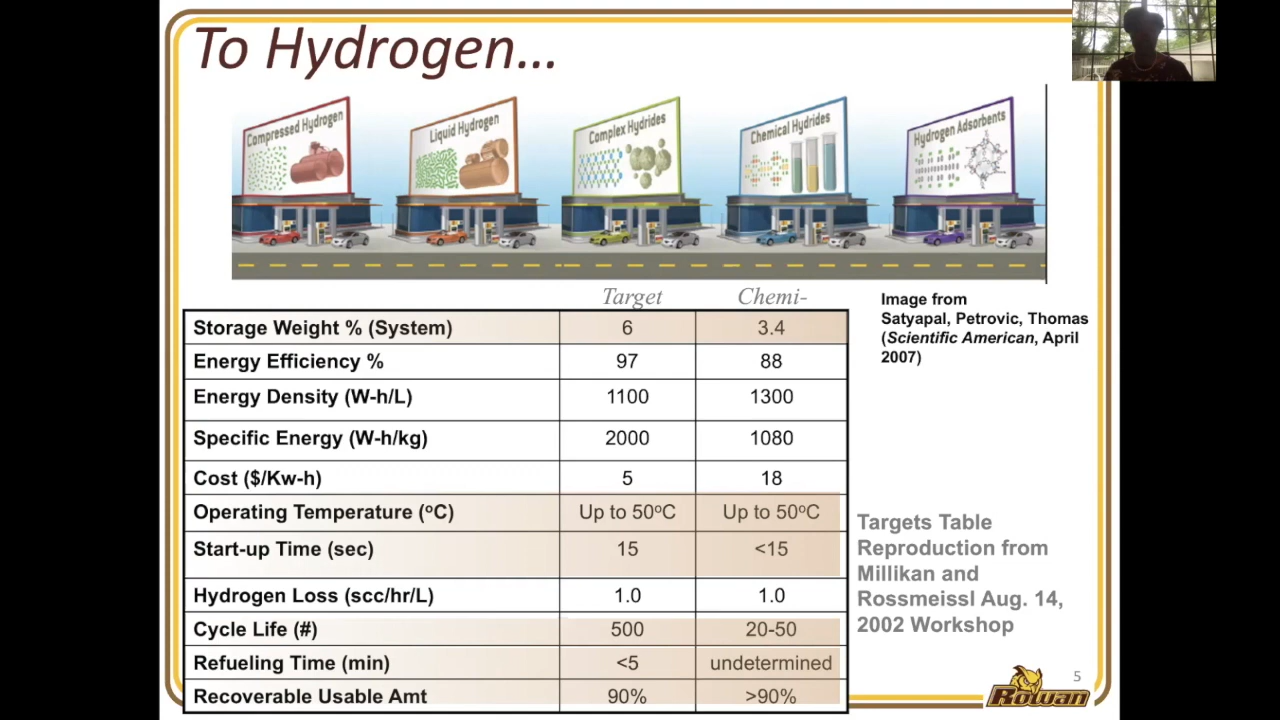 To Hydrogen...
Compressed Hydrogen
Liquid Hydrogen
Complex Hydrides
Chemical Hydrides
Hydrogen Adsorbents
Target Chemi-
Storage Weight % (System) 6 3.4
Energy Efficiency % 97 88
Energy Density (W-h/L) 1100 1300
Specific Energy (W-h/kg) 2000 1080
Cost ($/Kw-h) 5 18
Operating Temperature (ºC) Up to 50ºC Up to 50ºC
Start-up Time (sec) 15 <15
Hydrogen Loss (scc/hr/L) 1.0 1.0
Cycle Life (#) 500 20-50
Refueling Time (min) <5 undetermined
Recoverable Usable Amt 90% >90%
Image from
Satyapal, Petrovic, Thomas
(Scientific American, April
2007)
Targets Table
Reproduction from
Millikan and
Rossmeissl Aug. 14,
2002 Workshop
5
Rowan